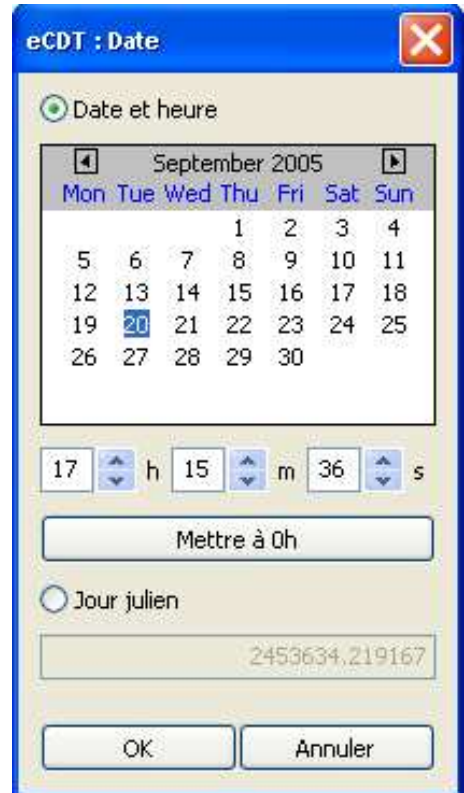 eCDT : Date
Date et heure
September 2005
Mon Tue Wed Thu Fri Sat Sun
1 2 3 4
5 6 7 8 9 10 11
12 13 14 15 16 17 18
19 20 21 22 23 24 25
26 27 28 29 30
17 h 15 m 36 s
Mettre à 0h
Jour julien
2453634.219167
OK Annuler